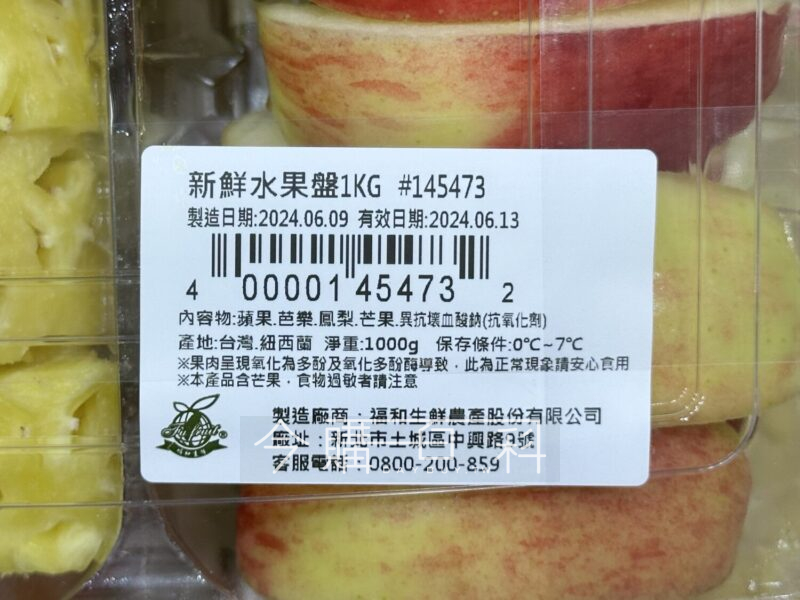 新鮮水果盤1KG #145473
製造日期:2024.06.09 有效日期:2024.06.13
4 00001 45473 2
內容物:蘋果.芭樂.鳳梨.芒果.異抗壞血酸鈉(抗氧化劑)
產地:台灣.紐西蘭 淨重:1000g 保存條件:0℃~7℃
※果肉呈現氧化為多酚及氧化多酚酶導致，此為正常現象請安心食用
※本產品含芒果，食物過敏者請注意
製造廠商：福和生鮮農產股份有限公司
廠址：新北市土城區中興路9號
客服電話：0800-200-859
今晴百科